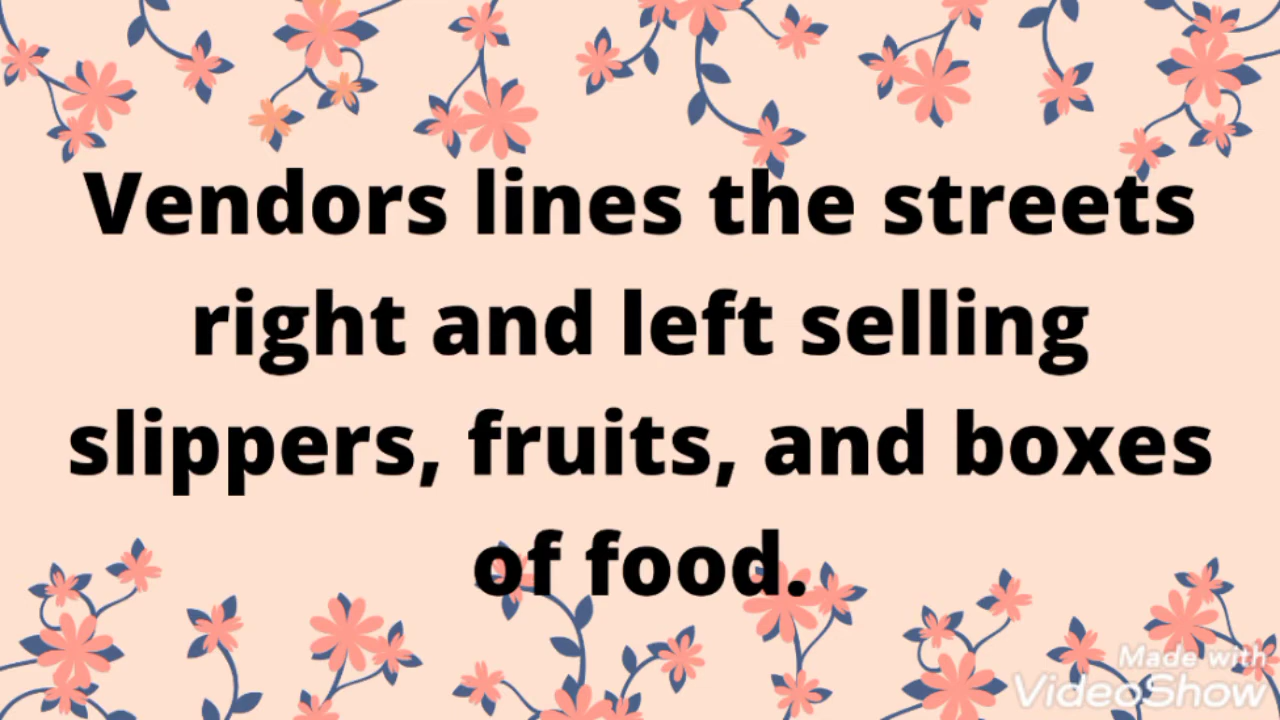 Vendors lines the streets
right and left selling
slippers, fruits, and boxes
of food.
Made with
VideoShow